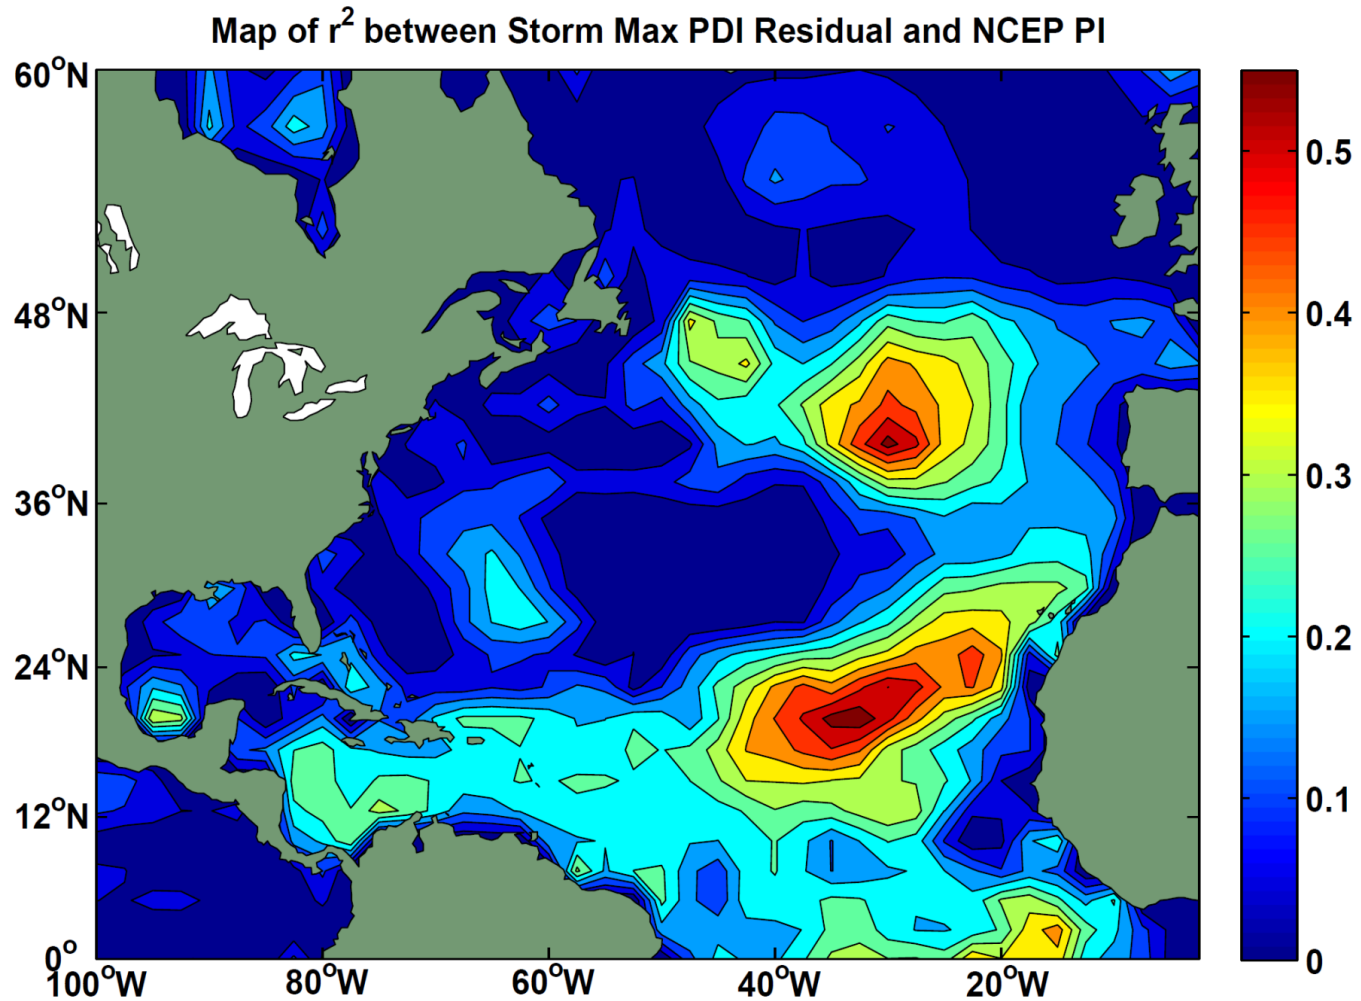 Map of r² between Storm Max PDI Residual and NCEP PI
60°N
48°N
36°N
24°N
12°N
0°
100°W 80°W 60°W 40°W 20°W
0.5
0.4
0.3
0.2
0.1
0